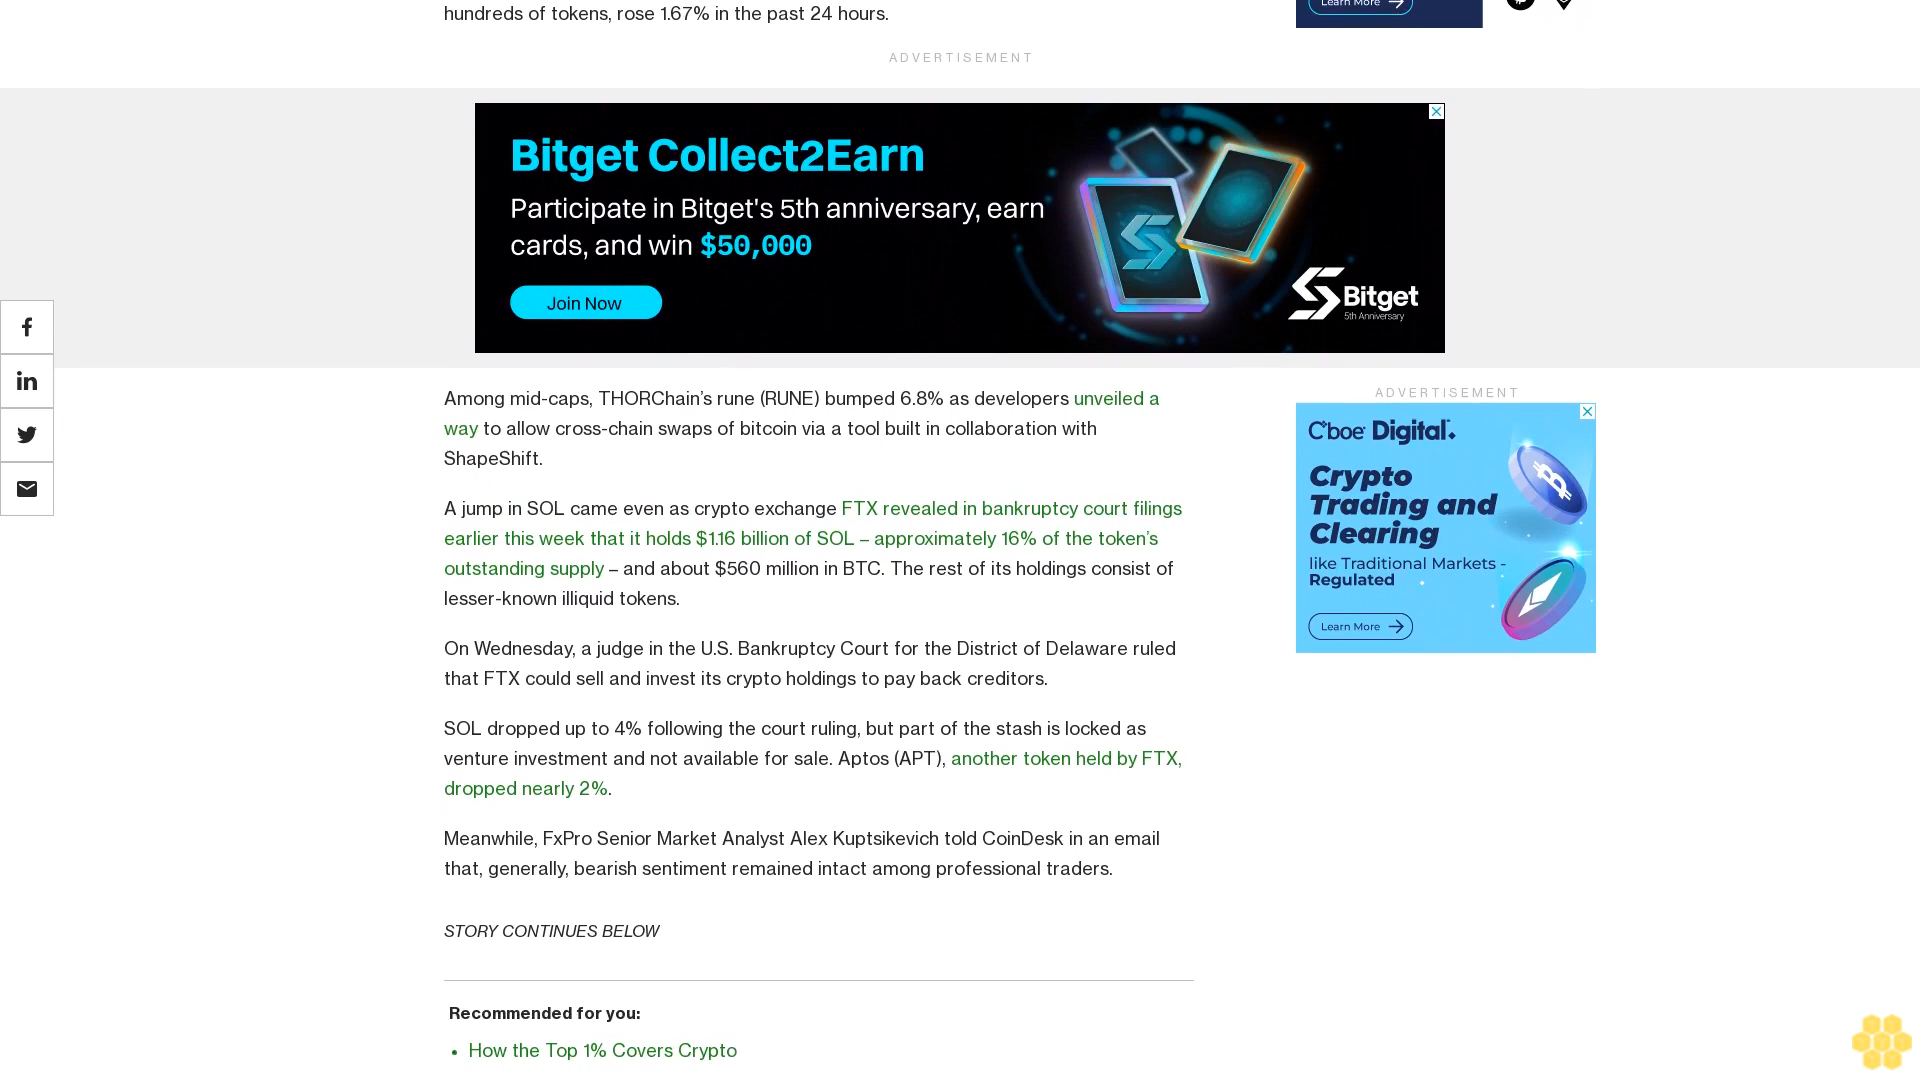 hundreds of tokens, rose 1.67% in the past 24 hours.
Learn More
ADVERTISEMENT
Bitget Collect2Earn
Participate in Bitget's 5th anniversary, earn
cards, and win $50,000
Join Now
Bitget
5th Anniversary
Among mid-caps, THORChain’s rune (RUNE) bumped 6.8% as developers unveiled a
way to allow cross-chain swaps of bitcoin via a tool built in collaboration with
ShapeShift.
A jump in SOL came even as crypto exchange FTX revealed in bankruptcy court filings
earlier this week that it holds $1.16 billion of SOL – approximately 16% of the token’s
outstanding supply – and about $560 million in BTC. The rest of its holdings consist of
lesser-known illiquid tokens.
On Wednesday, a judge in the U.S. Bankruptcy Court for the District of Delaware ruled
that FTX could sell and invest its crypto holdings to pay back creditors.
SOL dropped up to 4% following the court ruling, but part of the stash is locked as
venture investment and not available for sale. Aptos (APT), another token held by FTX,
dropped nearly 2%.
Meanwhile, FxPro Senior Market Analyst Alex Kuptsikevich told CoinDesk in an email
that, generally, bearish sentiment remained intact among professional traders.
STORY CONTINUES BELOW
Recommended for you:
• How the Top 1% Covers Crypto
ADVERTISEMENT
Cboe Digital
Crypto
Trading and
Clearing
like Traditional Markets -
Regulated
Learn More